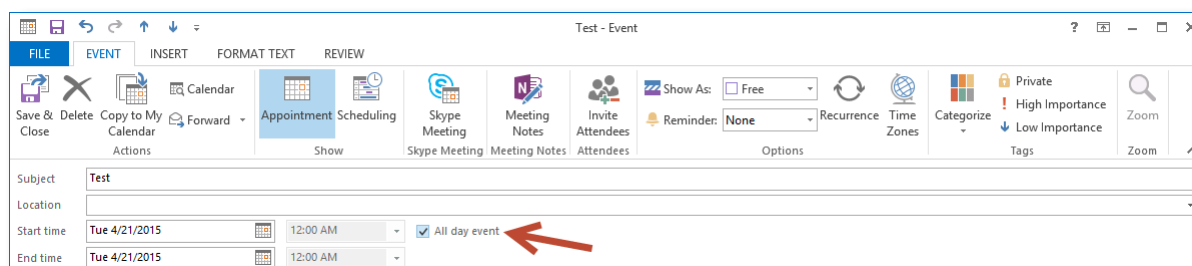 Test - Event
?
FILE EVENT INSERT FORMAT TEXT REVIEW
Save & Close
Delete
Copy to My Calendar
Calendar
Forward
Actions
Appointment
Scheduling
Show
Skype Meeting
Skype Meeting
Meeting Notes
Meeting Notes
Invite Attendees
Attendees
Show As: Free
Reminder: None
Recurrence
Time Zones
Options
Categorize
Private
High Importance
Low Importance
Tags
Zoom
Zoom
Subject Test
Location
Start time Tue 4/21/2015 12:00 AM All day event
End time Tue 4/21/2015 12:00 AM